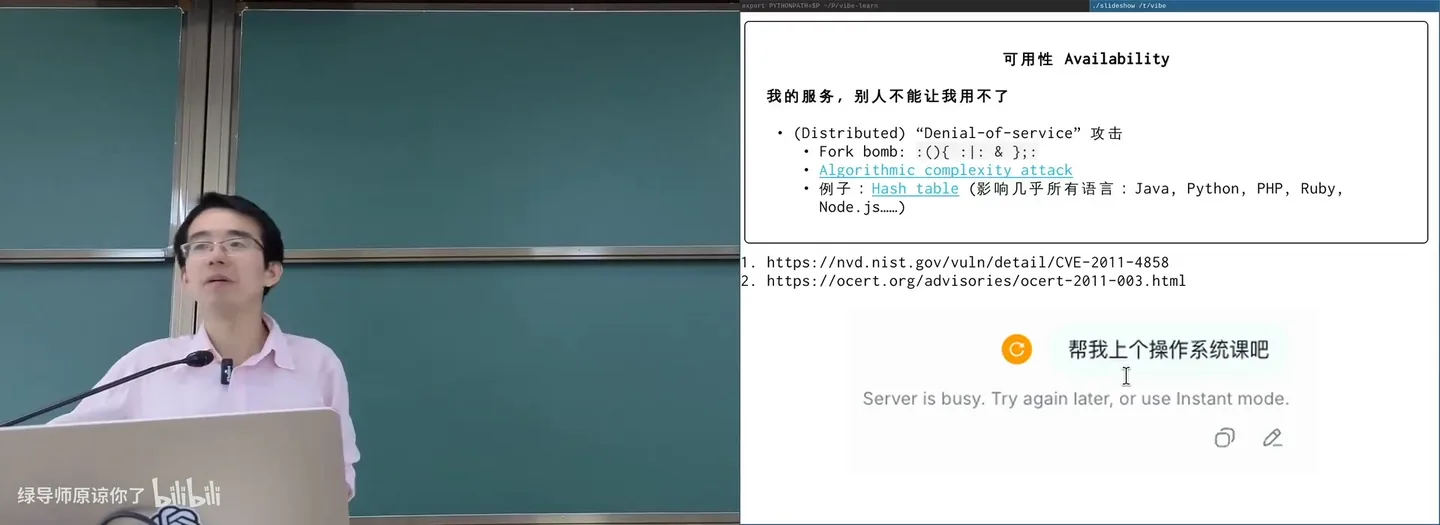 export PYTHONPATH=$P ~/P/vibe-learn
./slideshow /t/vibe
可用性 Availability
我的服务，别人不能让我用不了
• (Distributed) “Denial-of-service” 攻击
• Fork bomb: :(){ :|: & };:
• Algorithmic complexity attack
• 例子：Hash table (影响几乎所有语言：Java, Python, PHP, Ruby,
Node.js……)
1. https://nvd.nist.gov/vuln/detail/CVE-2011-4858
2. https://ocert.org/advisories/ocert-2011-003.html
帮我上个操作系统课吧
Server is busy. Try again later, or use Instant mode.
绿导师原谅你了 bilibili